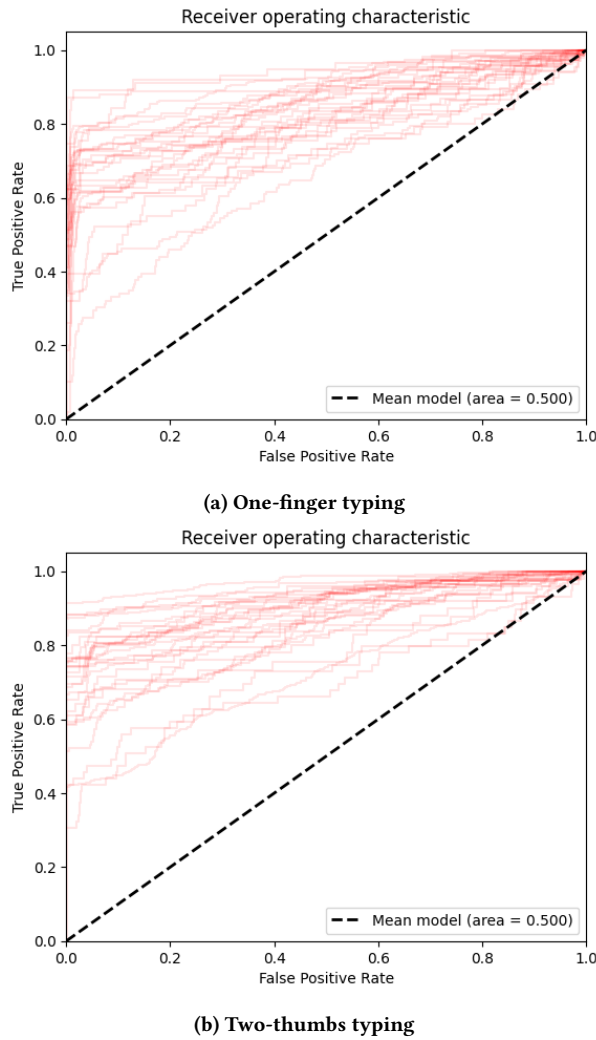 Receiver operating characteristic
1.0
0.8
0.6
0.4
0.2
0.0
True Positive Rate
Mean model (area = 0.500)
0.0 0.2 0.4 0.6 0.8 1.0
False Positive Rate
(a) One-finger typing
Receiver operating characteristic
1.0
0.8
0.6
0.4
0.2
0.0
True Positive Rate
Mean model (area = 0.500)
0.0 0.2 0.4 0.6 0.8 1.0
False Positive Rate
(b) Two-thumbs typing